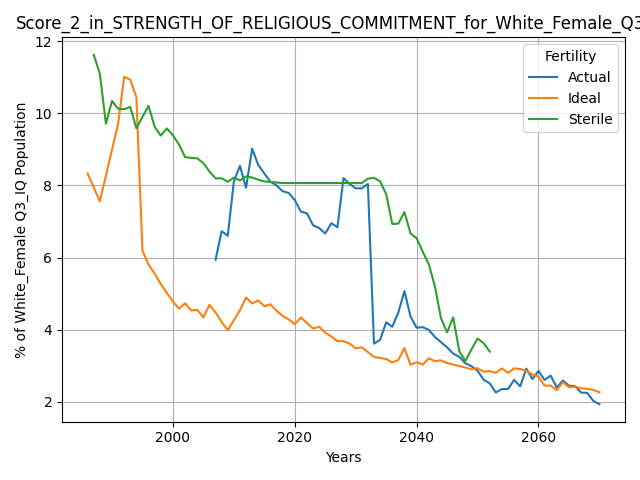 Score_2_in_STRENGTH_OF_RELIGIOUS_COMMITMENT_for_White_Female_Q3
12
10
8
6
4
2
% of White_Female Q3_IQ Population
Fertility
Actual
Ideal
Sterile
2000
2020
2040
2060
Years